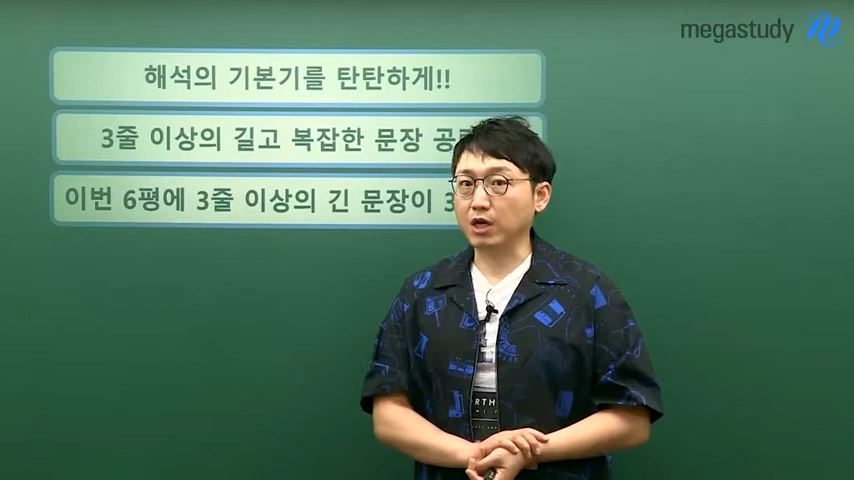 megastudy
해석의 기본기를 탄탄하게!!
3줄 이상의 길고 복잡한 문장
이번 6평에 3줄 이상의 긴 문장이
RTH